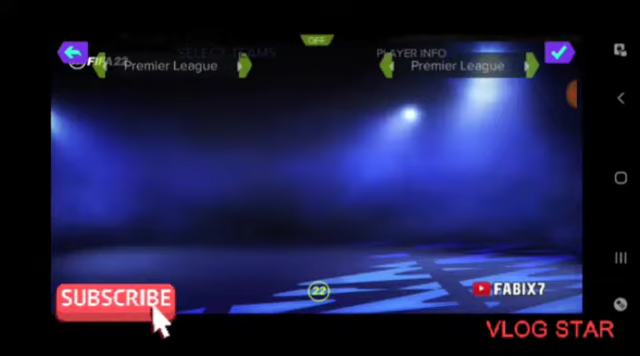 OFF
SELECT TEAMS
PLAYER INFO
FIFA22
Premier League
Premier League
22
FABIX7
SUBSCRIBE
VLOG STAR